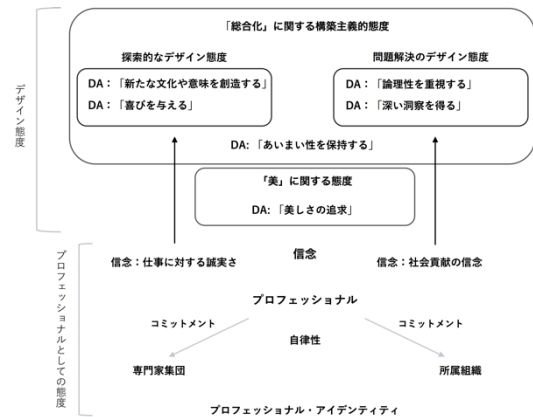 「総合化」に関する構築主義的態度
探索的なデザイン態度
問題解決のデザイン態度
DA：「新たな文化や意味を創造する」
DA：「喜びを与える」
DA：「論理性を重視する」
DA：「深い洞察を得る」
DA:「あいまい性を保持する」
「美」に関する態度
DA:「美しさの追求」
デザイン態度
信念
信念：仕事に対する誠実さ
信念：社会貢献の信念
プロフェッショナル
コミットメント
コミットメント
自律性
専門家集団
所属組織
プロフェッショナル・アイデンティティ
プロフェッショナルとしての態度